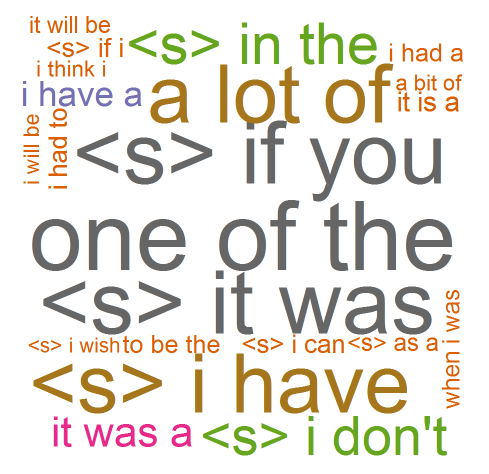 it will be
<s> if i
<s> in the
i think i
i had a
i have a
a lot of
a bit of
it is a
i will be
i had to
<s> if you
one of the
<s> it was
<s> i wish
to be the
<s> i can
<s> as a
when i was
<s> i have
it was a
<s> i don't